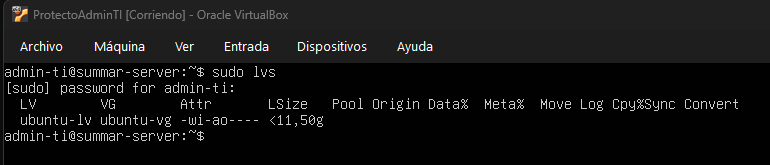 ProtectoAdminTI [Corriendo] - Oracle VirtualBox
Archivo Máquina Ver Entrada Dispositivos Ayuda
admin-ti@summar-server:~$ sudo lvs
[sudo] password for admin-ti:
  LV        VG        Attr       LSize   Pool Origin Data%  Meta%  Move Log Cpy%Sync Convert
  ubuntu-lv ubuntu-vg -wi-ao---- <11,50g
admin-ti@summar-server:~$